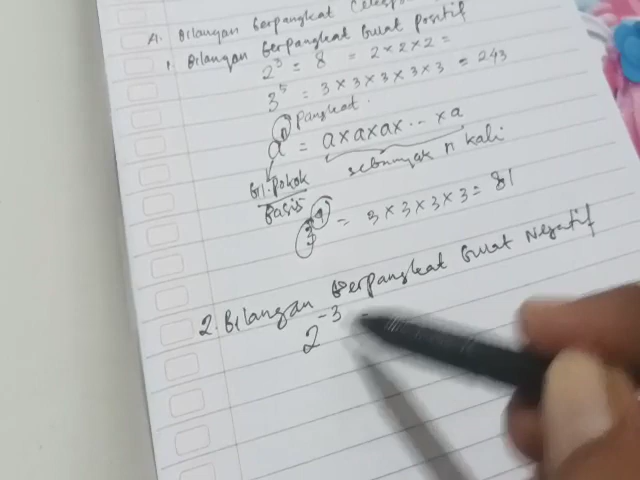 A. Bilangan Berpangkat
1. Bilangan Berpangkat Bulat Positif
2³ = 8 = 2 × 2 × 2 =
3⁵ = 3 × 3 × 3 × 3 × 3 = 243
Pangkat.
aⁿ = a × a × a × ... × a
sebanyak n kali
Bil. Pokok
Basis
3⁴ = 3 × 3 × 3 × 3 = 81
2. Bilangan Berpangkat Bulat Negatif
2⁻³ =